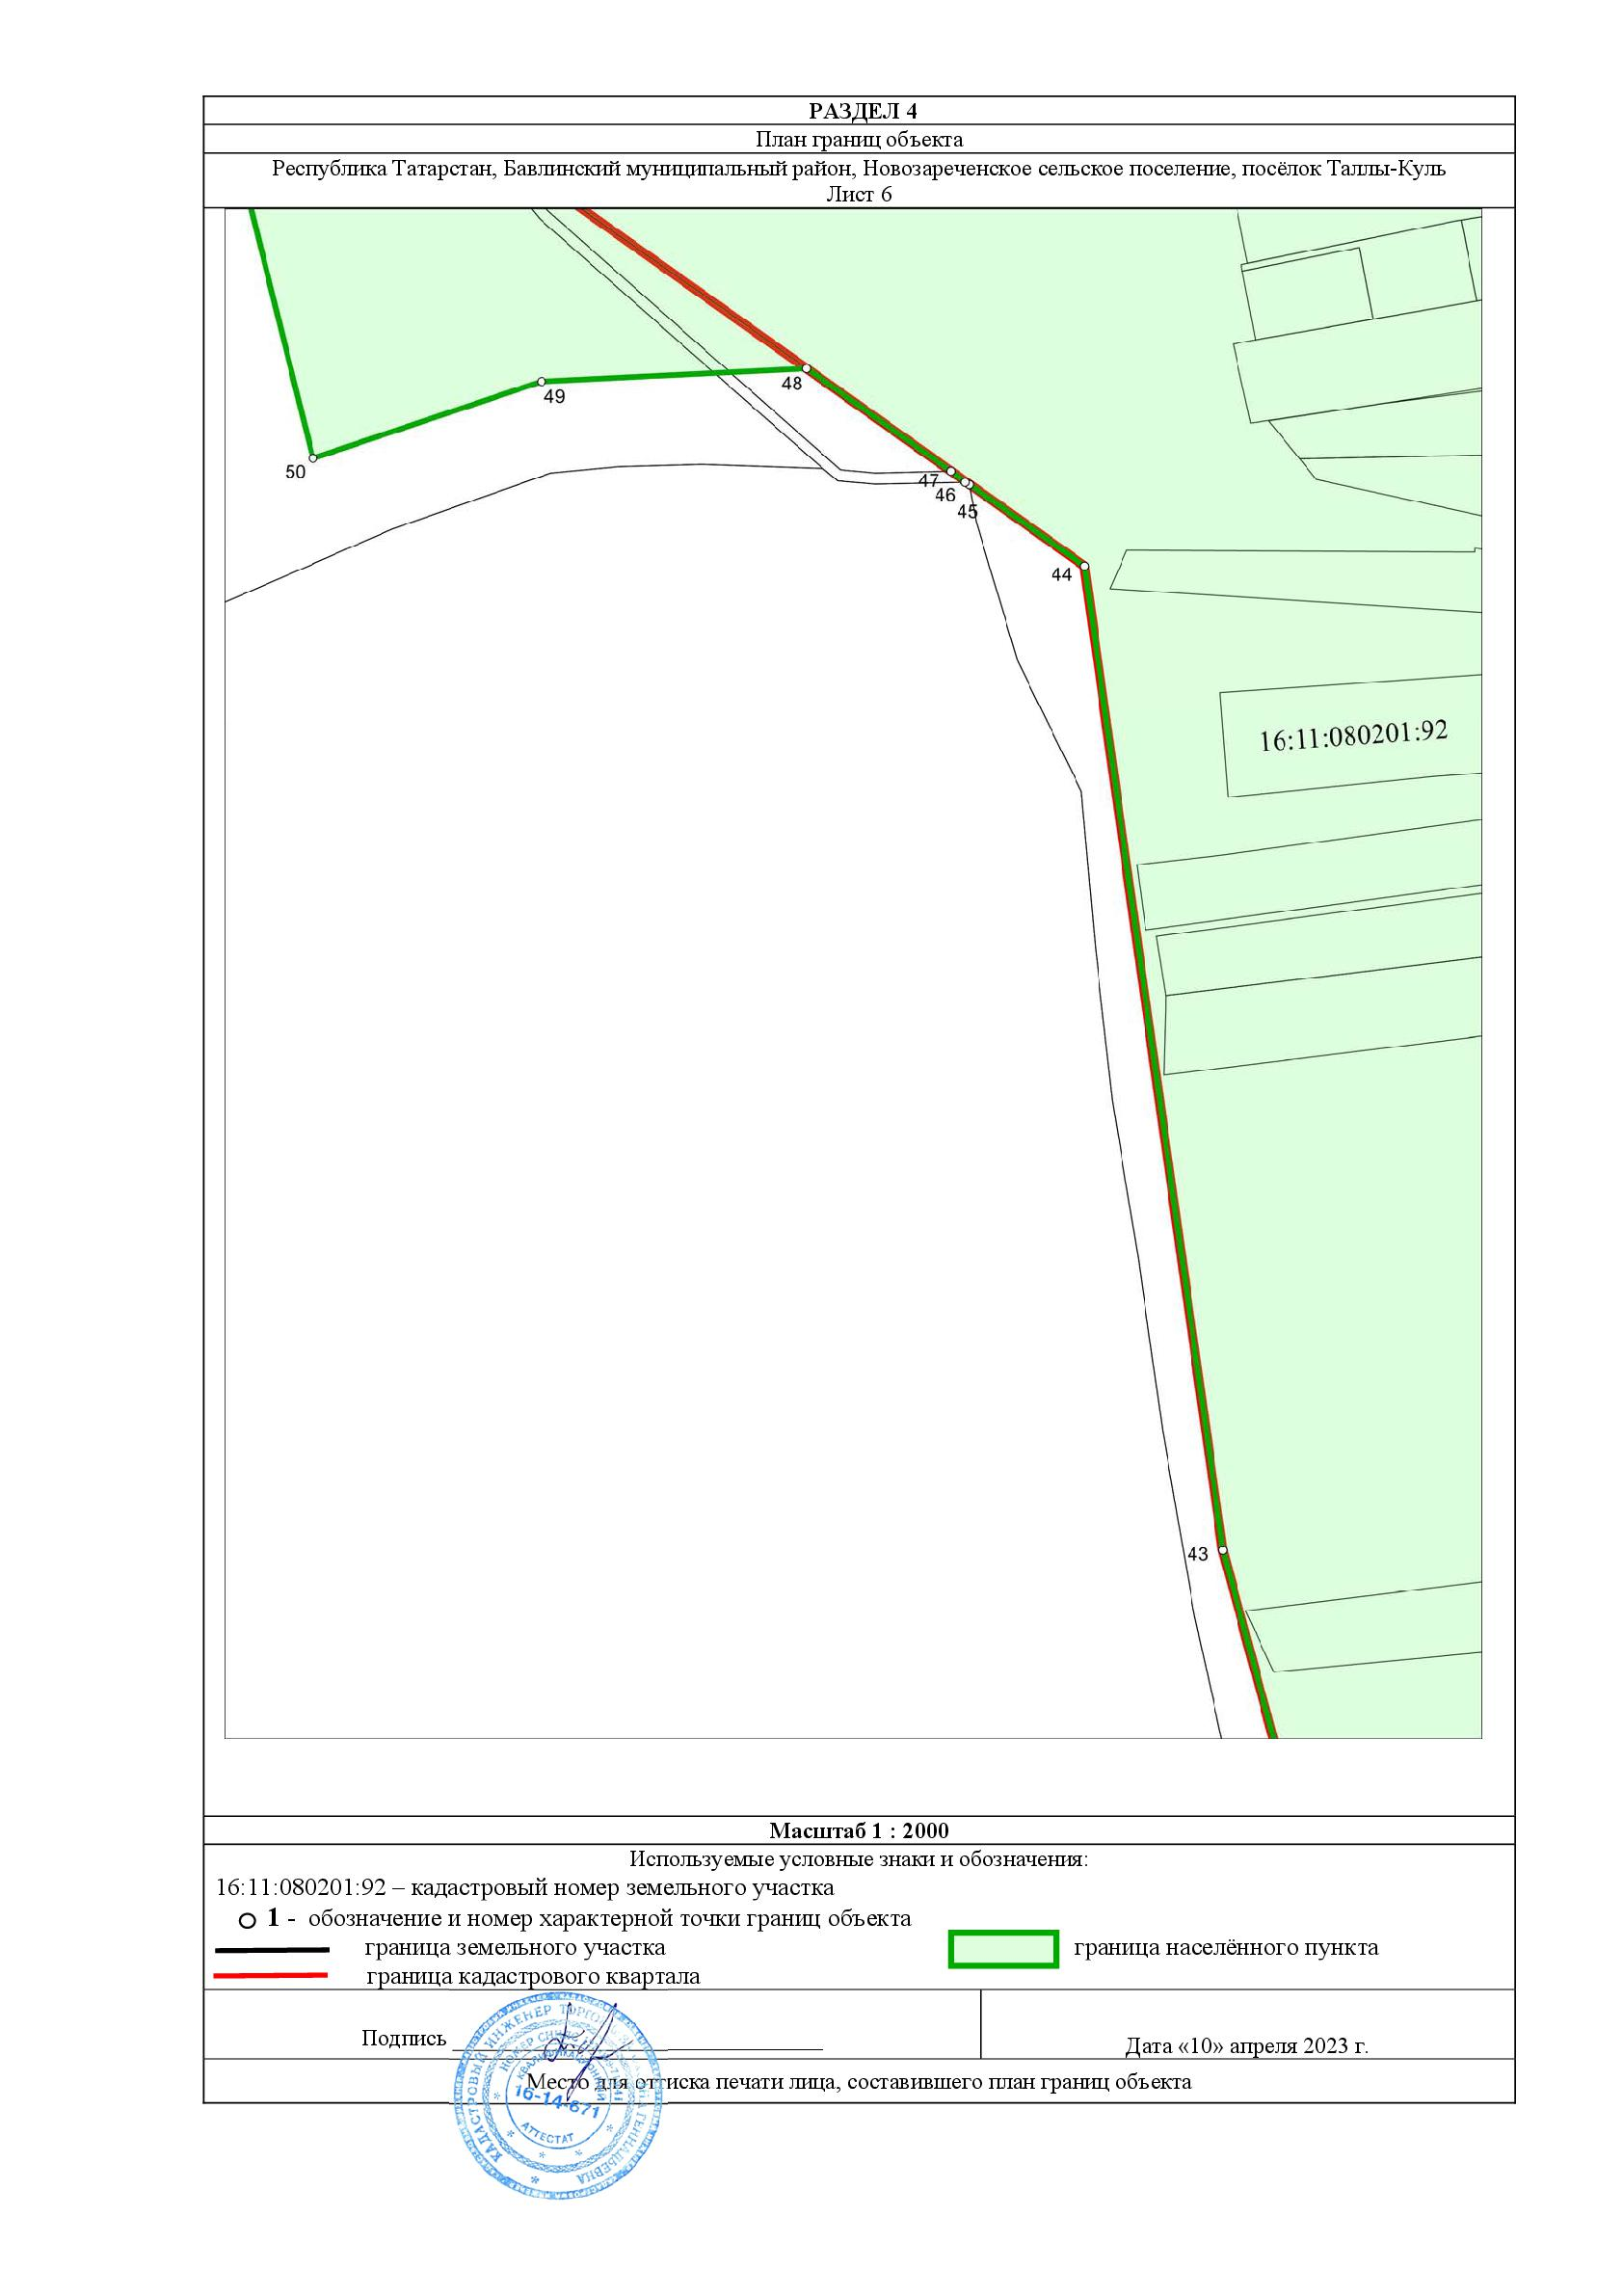 РАЗДЕЛ 4
План границ объекта
Республика Татарстан, Бавлинский муниципальный район, Новозареченское сельское поселение, посёлок Таллы-Куль
Лист 6
48
49
50
47
46
45
44
16:11:080201:92
43
Масштаб 1 : 2000
Используемые условные знаки и обозначения:
16:11:080201:92 – кадастровый номер земельного участка
1 - обозначение и номер характерной точки границ объекта
граница земельного участка
граница населённого пункта
граница кадастрового квартала
Подпись
Дата «10» апреля 2023 г.
Место для оттиска печати лица, составившего план границ объекта
КАДАСТРОВЫЙ ИНЖЕНЕР
ГЕННАДЬЕВНА
НОМЕР
КВАЛИФИКАЦИОННЫЙ
16-14-671
АТТЕСТАТ